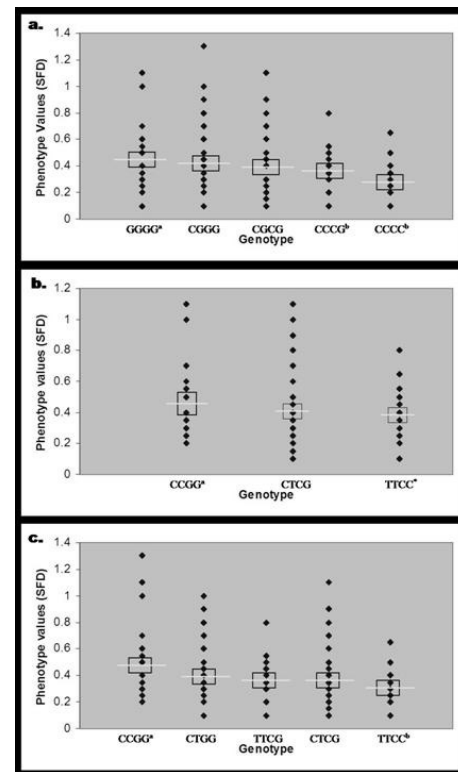 a.
Phenotype Values (SFD)
1.4
1.2
1
0.8
0.6
0.4
0.2
0
GGGGᵃ CGGG CGCG CCCGᵇ CCCCᵇ
Genotype
b.
Phenotype values (SFD)
1.2
1
0.8
0.6
0.4
0.2
0
CCGGᵃ CTCG TTCCᵃ
Genotype
c.
Phenotype values (SFD)
1.4
1.2
1
0.8
0.6
0.4
0.2
0
CCGGᵃ CTGG TTCG CTCG TTCCᵇ
Genotype